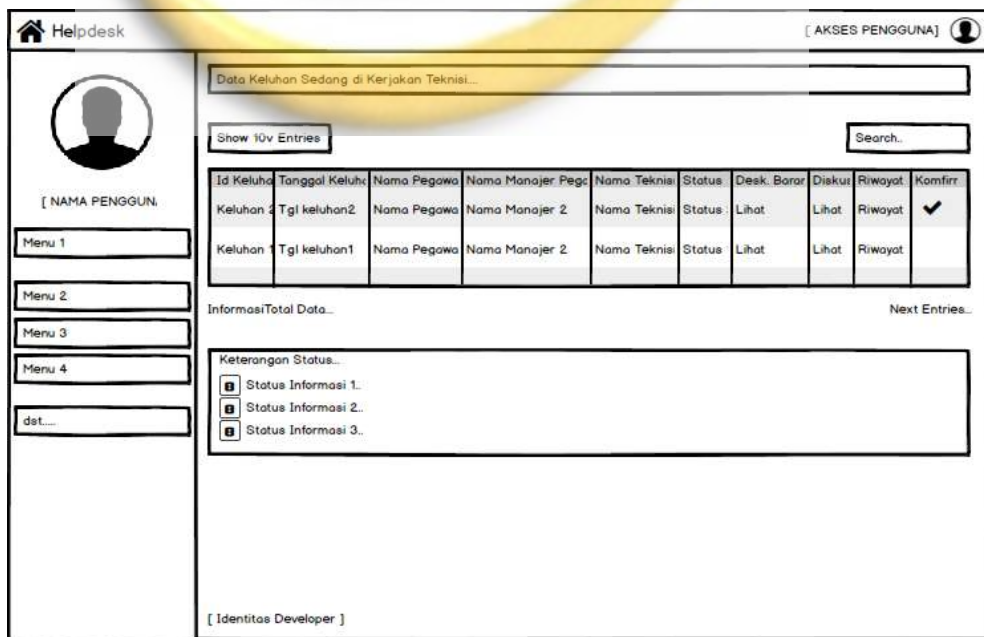 Helpdesk
[ AKSES PENGGUNA]
[ NAMA PENGGUN
Menu 1
Menu 2
Menu 3
Menu 4
dst.....
Data Keluhan Sedang di Kerjakan Teknisi...
Show 10v Entries
Search..
Id Keluha Tanggal Keluha Nama Pegawa Nama Manajer Pega Nama Teknisi Status Desk. Barar Diskus Riwayat Komfirr
Keluhan 2 Tgl keluhan2 Nama Pegawa Nama Manajer 2 Nama Teknisi Status Lihat Lihat Riwayat ✔
Keluhan 1 Tgl keluhan1 Nama Pegawa Nama Manajer 2 Nama Teknisi Status Lihat Lihat Riwayat
InformasiTotal Data...
Next Entries...
Keterangan Status...
Status Informasi 1..
Status Informasi 2..
Status Informasi 3..
[ Identitas Developer ]